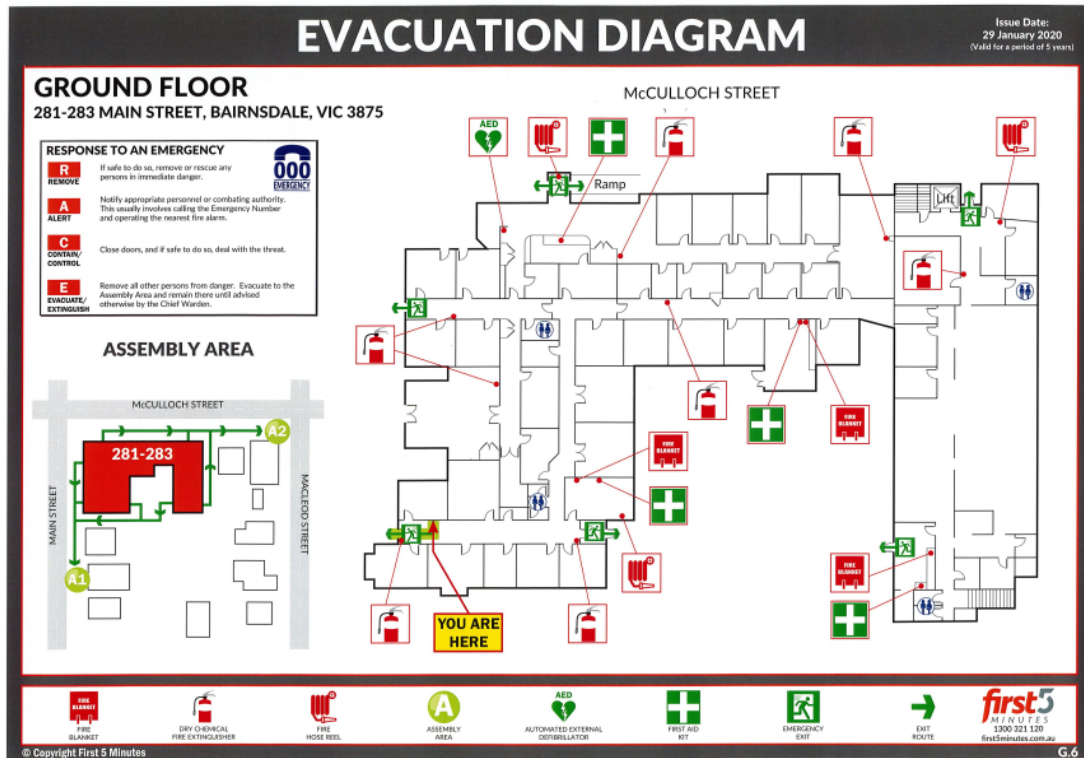 EVACUATION DIAGRAM
Issue Date:
29 January 2020
(Valid for a period of 5 years)
GROUND FLOOR
281-283 MAIN STREET, BAIRNSDALE, VIC 3875
McCULLOCH STREET
RESPONSE TO AN EMERGENCY
000
EMERGENCY
R
REMOVE
If safe to do so, remove or rescue any
persons in immediate danger.
A
ALERT
Notify appropriate personnel or combating authority.
This usually involves calling the Emergency Number
and operating the nearest fire alarm.
C
CONTAIN/
CONTROL
Close doors, and if safe to do so, deal with the threat.
E
EVACUATE/
EXTINGUISH
Remove all other persons from danger. Evacuate to the
Assembly Area and remain there until advised
otherwise by the Chief Warden.
AED
Ramp
Lift
ASSEMBLY AREA
McCULLOCH STREET
A2
281-283
MAIN STREET
MACLEOD STREET
A1
FIRE
BLANKET
FIRE
BLANKET
FIRE
BLANKET
YOU ARE
HERE
FIRE
BLANKET
FIRE
BLANKET
DRY CHEMICAL
FIRE EXTINGUISHER
FIRE
HOSE REEL
A
ASSEMBLY
AREA
AED
AUTOMATED EXTERNAL
DEFIBRILLATOR
FIRST AID
KIT
EMERGENCY
EXIT
EXIT
ROUTE
first5
MINUTES
1300 321 120
first5minutes.com.au
© Copyright First 5 Minutes
G.6